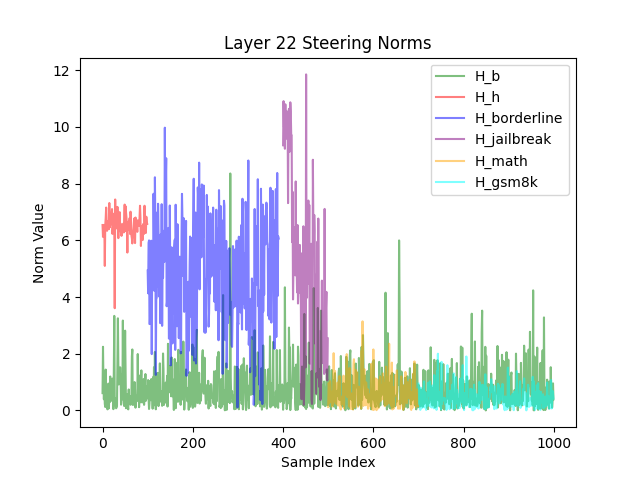 Layer 22 Steering Norms
Norm Value
12
10
8
6
4
2
0
H_b
H_h
H_borderline
H_jailbreak
H_math
H_gsm8k
0
200
400
600
800
1000
Sample Index